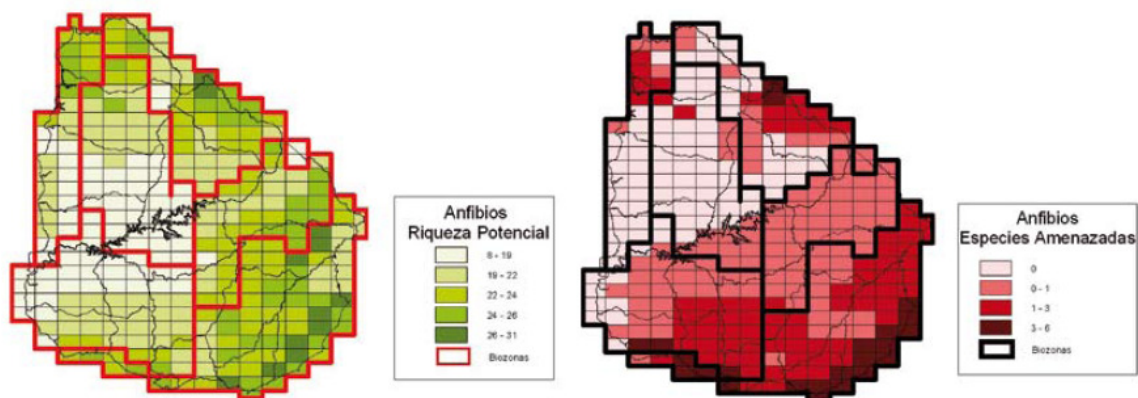 Anfibios
Riqueza Potencial
8 - 19
19 - 22
22 - 24
24 - 26
26 - 31
Biozonas
Anfibios
Especies Amenazadas
0
0 - 1
1 - 3
3 - 6
Biozonas